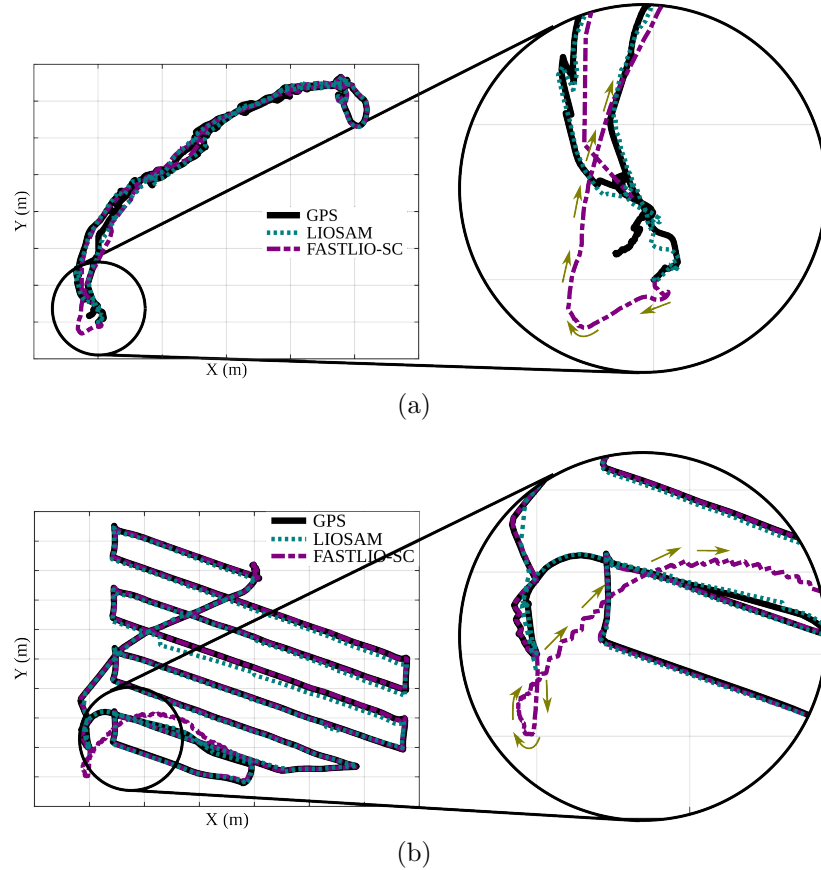 Y (m)
GPS
LIOSAM
FASTLIO-SC
X (m)
(a)
GPS
LIOSAM
FASTLIO-SC
Y (m)
X (m)
(b)